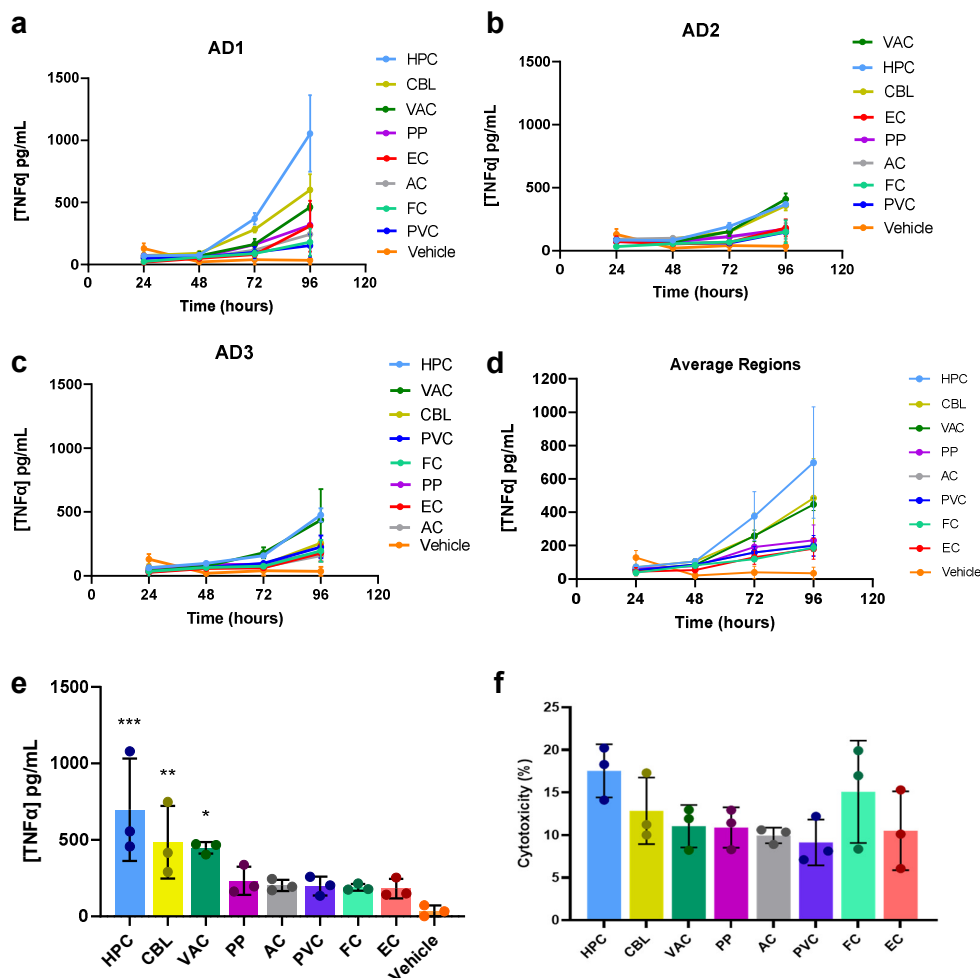 a
AD1
[TNFα] pg/mL
1500
1000
500
0
0 24 48 72 96 120
Time (hours)
HPC
CBL
VAC
PP
EC
AC
FC
PVC
Vehicle
b
AD2
[TNFα] pg/mL
1500
1000
500
0
0 24 48 72 96 120
Time (hours)
VAC
HPC
CBL
EC
PP
AC
FC
PVC
Vehicle
c
AD3
[TNFα] pg/mL
1500
1000
500
0
0 24 48 72 96 120
Time (hours)
HPC
VAC
CBL
PVC
FC
PP
EC
AC
Vehicle
d
Average Regions
[TNFα] pg/mL
1200
1000
800
600
400
200
0
0 24 48 72 96 120
Time (hours)
HPC
CBL
VAC
PP
AC
PVC
FC
EC
Vehicle
e
[TNFα] pg/mL
1500
1000
500
0
***
**
*
HPC CBL VAC PP AC PVC FC EC Vehicle
f
Cytotoxicity (%)
25
20
15
10
5
0
HPC CBL VAC PP AC PVC FC EC